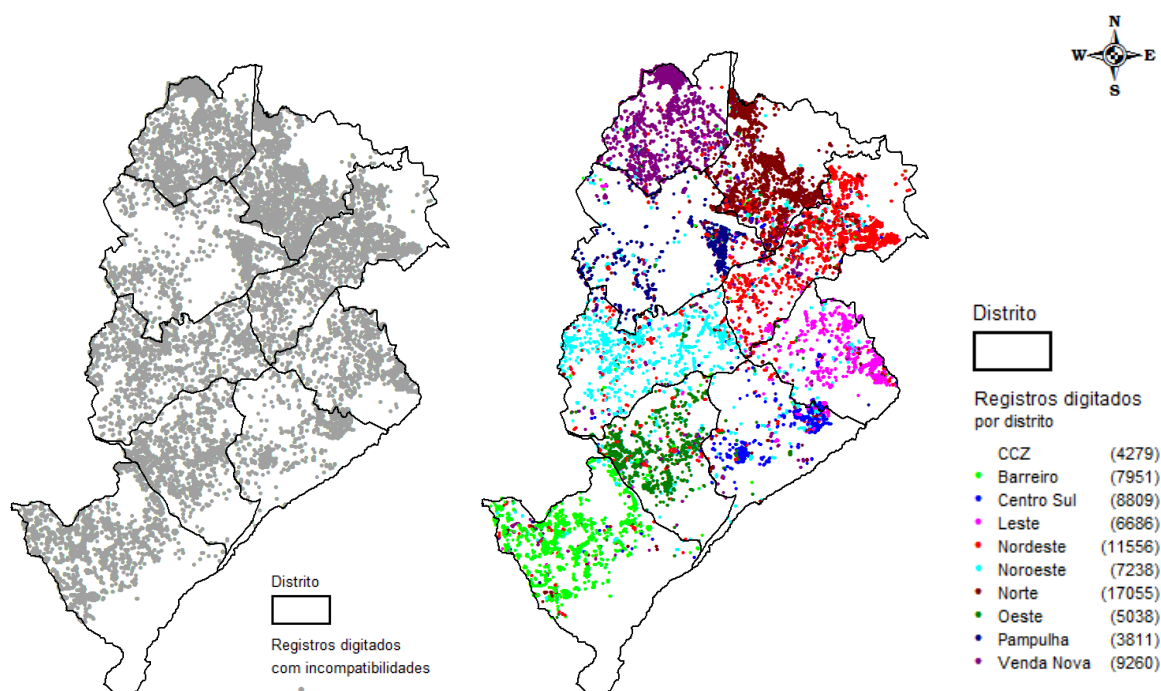 N
W E
S
Distrito
Registros digitados
com incompatibilidades
Distrito
Registros digitados
por distrito
CCZ (4279)
Barreiro (7951)
Centro Sul (8809)
Leste (6686)
Nordeste (11556)
Noroeste (7238)
Norte (17055)
Oeste (5038)
Pampulha (3811)
Venda Nova (9260)